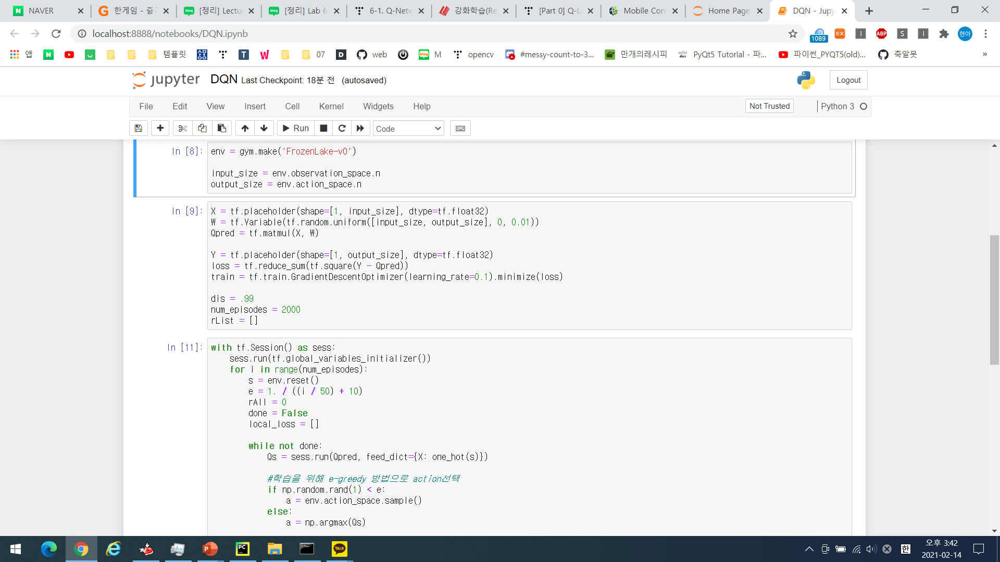 NAVER
한게임 - 즐기
[정리] Lectur
[정리] Lab 6
6-1. Q-Netw
강화학습(Re
[Part 0] Q-Le
Mobile Con
Home Page
DQN - Jupy
localhost:8888/notebooks/DQN.ipynb
1089
EX
ABP
S
현아
앱
템플릿
07
web
M
opencv
#messy-count-to-3...
만개의레시피
PyQt5 Tutorial - 파...
파이썬_PYQT5(old)...
축알못
»
jupyter DQN Last Checkpoint: 18분 전 (autosaved)
Logout
File Edit View Insert Cell Kernel Widgets Help
Not Trusted
Python 3
Run
Code
In [8]: env = gym.make('FrozenLake-v0')
input_size = env.observation_space.n
output_size = env.action_space.n
In [9]: X = tf.placeholder(shape=[1, input_size], dtype=tf.float32)
W = tf.Variable(tf.random.uniform([input_size, output_size], 0, 0.01))
Qpred = tf.matmul(X, W)
Y = tf.placeholder(shape=[1, output_size], dtype=tf.float32)
loss = tf.reduce_sum(tf.square(Y - Qpred))
train = tf.train.GradientDescentOptimizer(learning_rate=0.1).minimize(loss)
dis = .99
num_episodes = 2000
rList = []
In [11]: with tf.Session() as sess:
sess.run(tf.global_variables_initializer())
for i in range(num_episodes):
s = env.reset()
e = 1. / ((i / 50) + 10)
rAll = 0
done = False
local_loss = []
while not done:
Qs = sess.run(Qpred, feed_dict={X: one_hot(s)})
#학습을 위해 e-greedy 방법으로 action선택
if np.random.rand(1) < e:
a = env.action_space.sample()
else:
a = np.argmax(Qs)
한
오후 3:42
2021-02-14